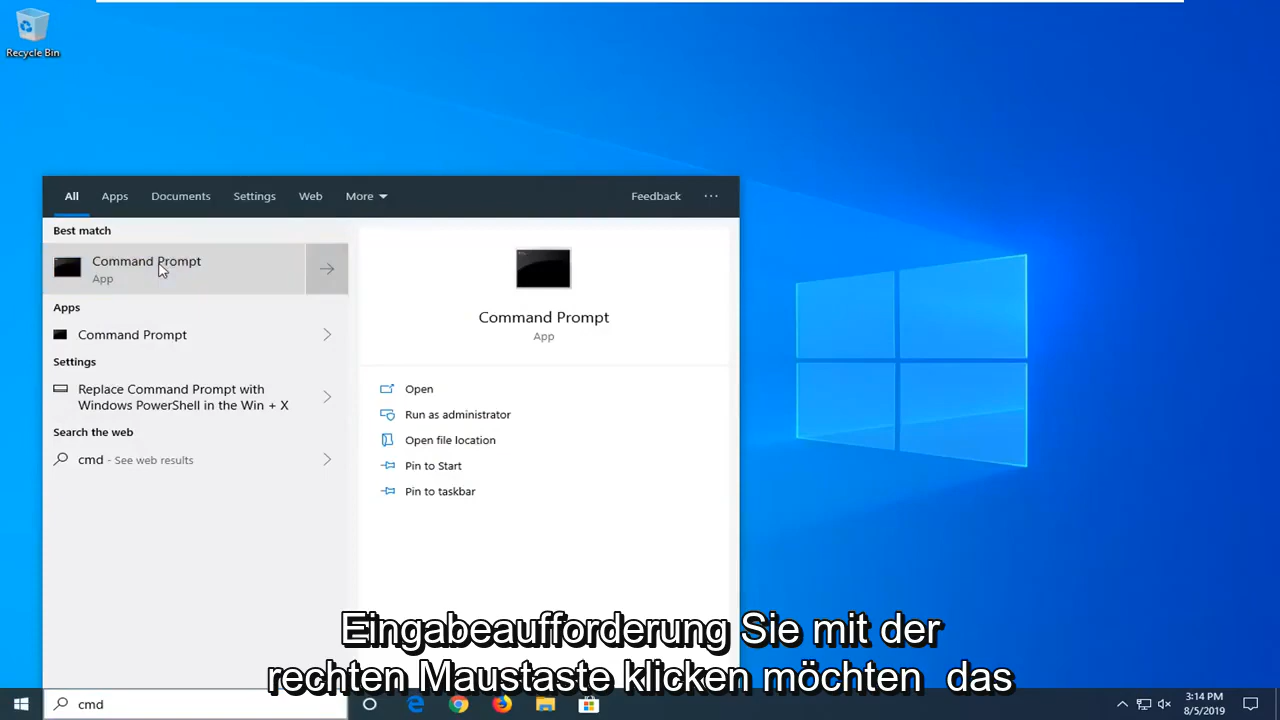 Recycle Bin
All Apps Documents Settings Web More Feedback ...
Best match
Command Prompt
App
Apps
Command Prompt
Settings
Replace Command Prompt with
Windows PowerShell in the Win + X
Search the web
cmd - See web results
Command Prompt
App
Open
Run as administrator
Open file location
Pin to Start
Pin to taskbar
Eingabeaufforderung Sie mit der
rechten Maustaste klicken möchten das
cmd
3:14 PM
8/5/2019